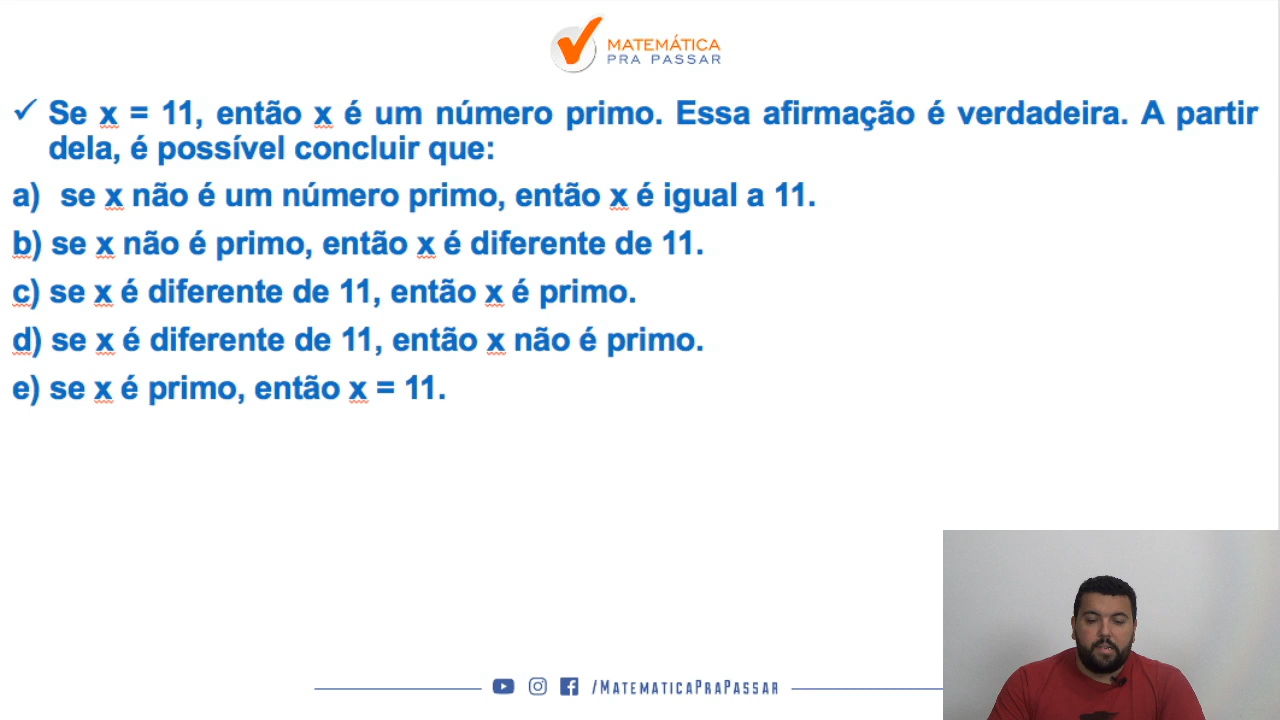 MATEMÁTICA
PRA PASSAR
✓ Se x = 11, então x é um número primo. Essa afirmação é verdadeira. A partir
dela, é possível concluir que:
a) se x não é um número primo, então x é igual a 11.
b) se x não é primo, então x é diferente de 11.
c) se x é diferente de 11, então x é primo.
d) se x é diferente de 11, então x não é primo.
e) se x é primo, então x = 11.
/MATEMATICAPRAPASSAR